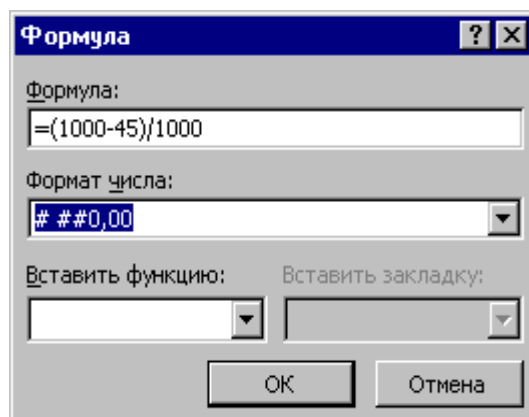 Формула
Формула:
=(1000-45)/1000
Формат числа:
# ##0,00
Вставить функцию: Вставить закладку:
ОК Отмена